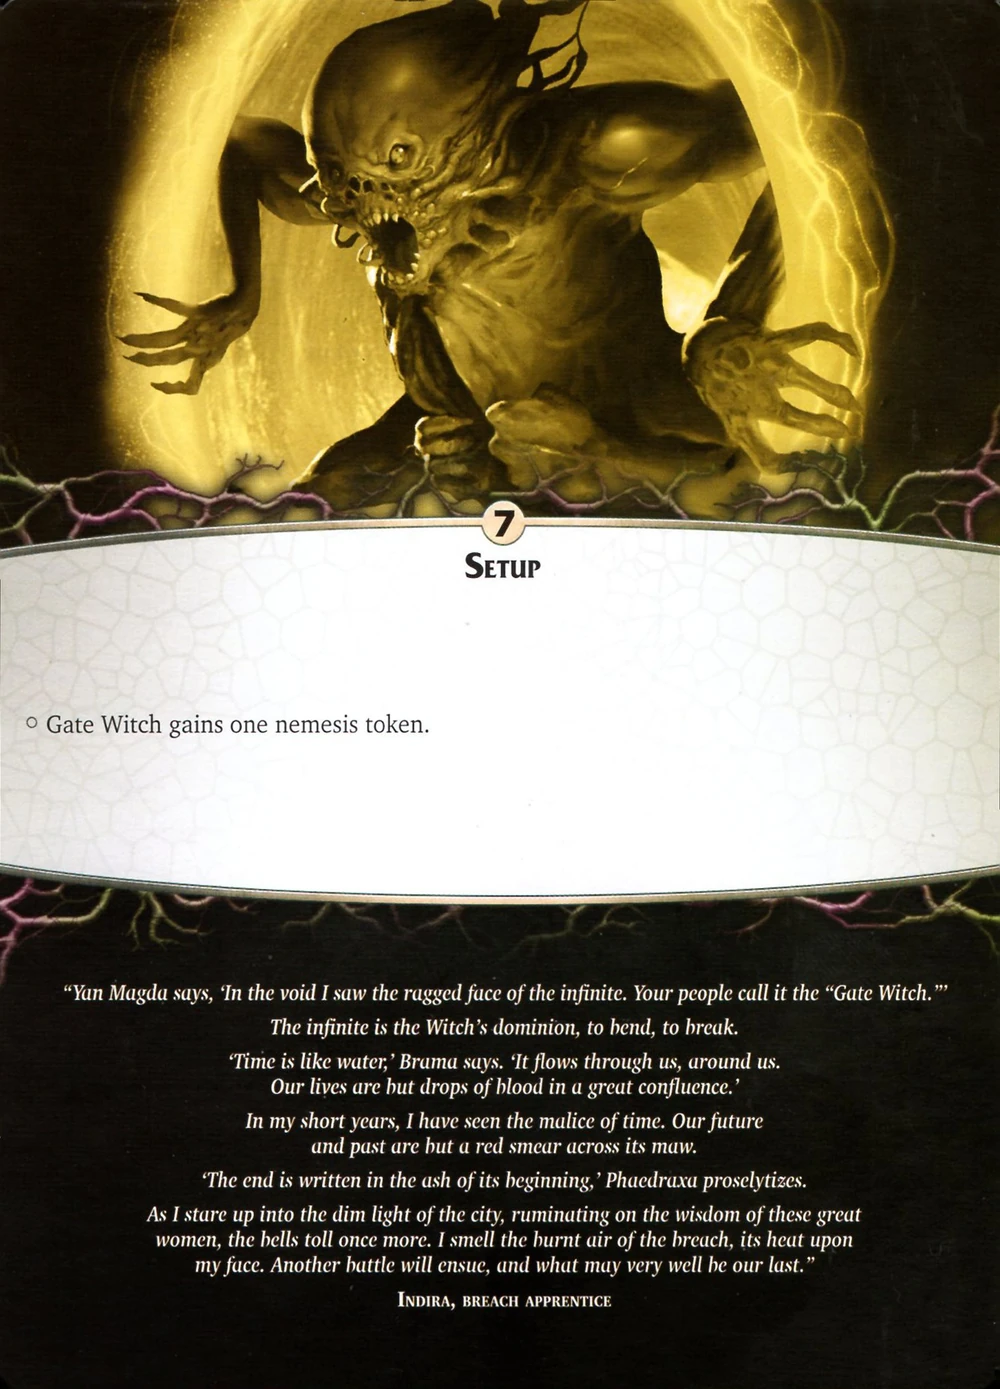 7
Setup
○ Gate Witch gains one nemesis token.
“Yan Magda says, ‘In the void I saw the ragged face of the infinite. Your people call it the “Gate Witch.”’
The infinite is the Witch’s dominion, to bend, to break.
‘Time is like water,’ Brama says. ‘It flows through us, around us.
Our lives are but drops of blood in a great confluence.’
In my short years, I have seen the malice of time. Our future
and past are but a red smear across its maw.
‘The end is written in the ash of its beginning,’ Phaedraxa proselytizes.
As I stare up into the dim light of the city, ruminating on the wisdom of these great
women, the bells toll once more. I smell the burnt air of the breach, its heat upon
my face. Another battle will ensue, and what may very well be our last.”
Indira, breach apprentice